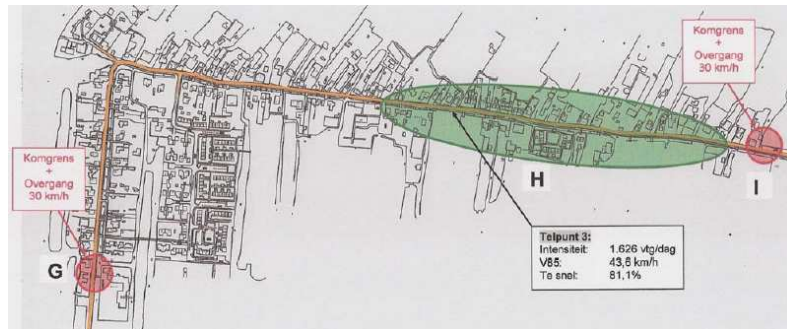 Komgrens
+
Overgang
30 km/h
Komgrens
+
Overgang
30 km/h
H
I
G
Telpunt 3:
Intensiteit: 1.626 vtg/dag
V85: 43,6 km/h
Te snel: 81,1%